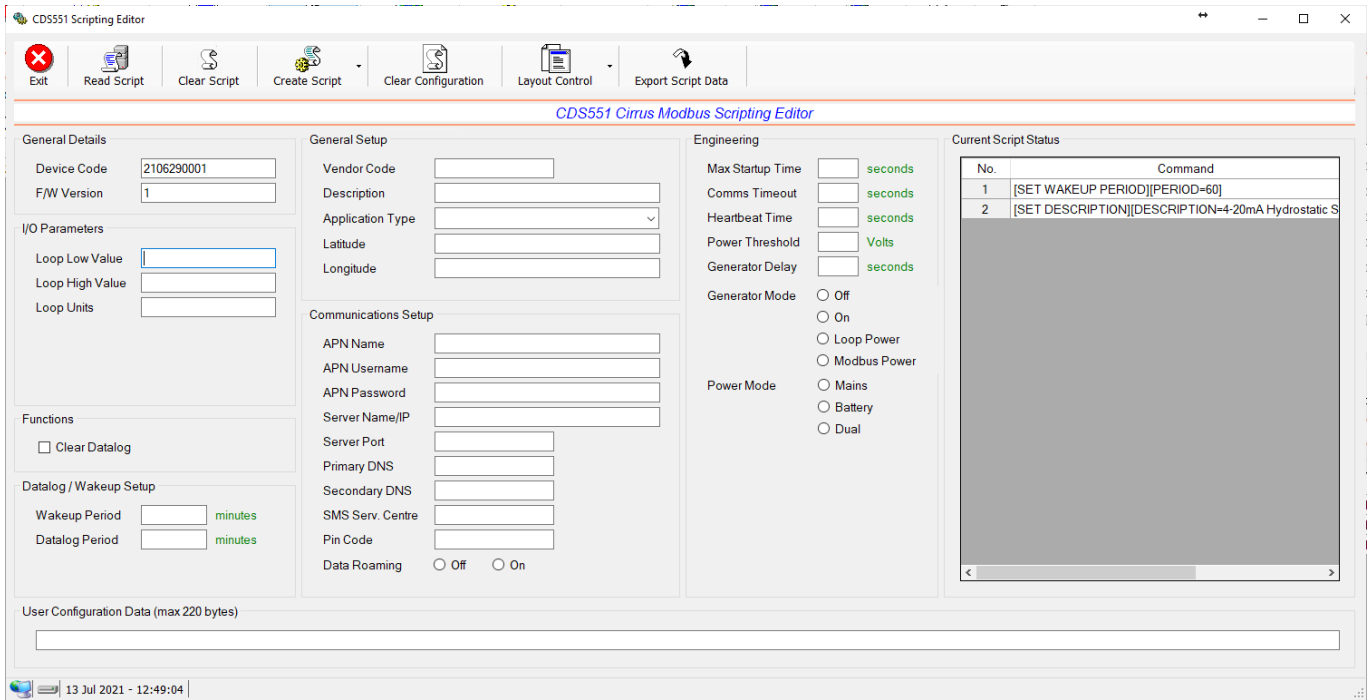 CDS551 Scripting Editor
Exit
Read Script
Clear Script
Create Script
Clear Configuration
Layout Control
Export Script Data
CDS551 Cirrus Modbus Scripting Editor
General Details
Device Code 2106290001
F/W Version 1
I/O Parameters
Loop Low Value
Loop High Value
Loop Units
Functions
Clear Datalog
Datalog / Wakeup Setup
Wakeup Period minutes
Datalog Period minutes
General Setup
Vendor Code
Description
Application Type
Latitude
Longitude
Communications Setup
APN Name
APN Username
APN Password
Server Name/IP
Server Port
Primary DNS
Secondary DNS
SMS Serv. Centre
Pin Code
Data Roaming Off On
Engineering
Max Startup Time seconds
Comms Timeout seconds
Heartbeat Time seconds
Power Threshold Volts
Generator Delay seconds
Generator Mode Off
On
Loop Power
Modbus Power
Power Mode Mains
Battery
Dual
Current Script Status
No. Command
1 [SET WAKEUP PERIOD][PERIOD=60]
2 [SET DESCRIPTION][DESCRIPTION=4-20mA Hydrostatic S
User Configuration Data (max 220 bytes)
13 Jul 2021 - 12:49:04